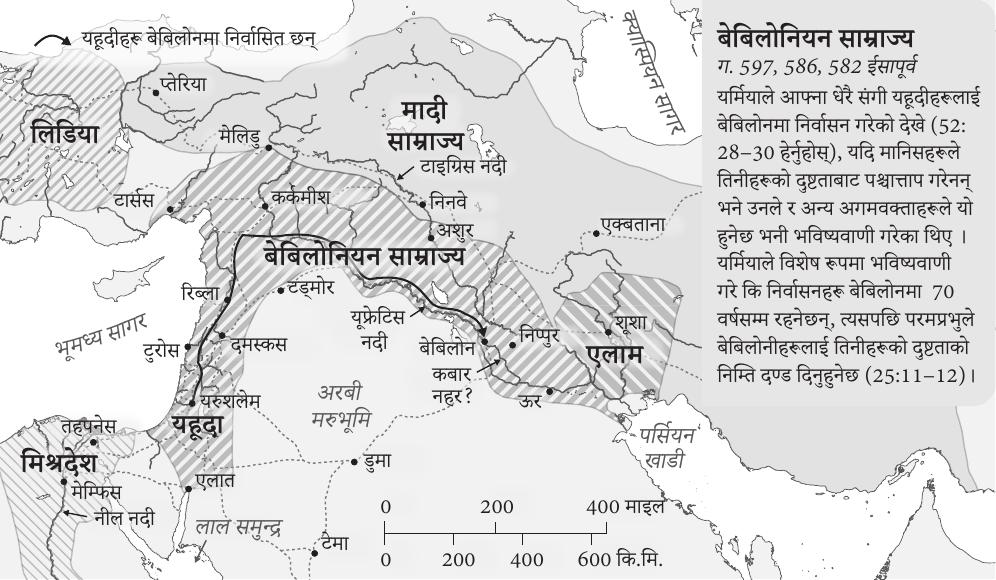 यहूदीहरू बेबिलोनमा निर्वासित छन्
बेबिलोनियन साम्राज्य
ग. 597, 586, 582 ईसापूर्व
यर्मियाले आफ्ना धेरै संगी यहूदीहरूलाई
बेबिलोनमा निर्वासन गरेको देखे (52:
28–30 हेर्नुहोस्), यदि मानिसहरूले
तिनीहरूको दुष्टताबाट पश्चात्ताप गरेनन्
भने उनले र अन्य अगमवक्ताहरूले यो
हुनेछ भनी भविष्यवाणी गरेका थिए ।
यर्मियाले विशेष रूपमा भविष्यवाणी
गरे कि निर्वासनहरू बेबिलोनमा 70
वर्षसम्म रहनेछन्, त्यसपछि परमप्रभुले
बेबिलोनीहरूलाई तिनीहरूको दुष्टताको
निम्ति दण्ड दिनुहुनेछ (25:11–12) ।
क्यास्पियन सागर
प्तेरिया
लिडिया
मादी
साम्राज्य
मेलिडु
टाइग्रिस नदी
टार्सस
कर्कमीश
निनवे
अशुर
एक्बताना
बेबिलोनियन साम्राज्य
रिब्ला
टड्मोर
यूफ्रेटिस
नदी
भूमध्य सागर
टुरोस
दमस्कस
बेबिलोन
निप्पुर
शूशा
एलाम
कबार
नहर?
ऊर
अरबी
मरुभूमि
यरुशलेम
यहूदा
तहपनेस
मिश्रदेश
मेम्फिस
नील नदी
एलात
डुमा
पर्सियन
खाडी
लाल समुन्द्र
टेमा
0 200 400 माइल
0 200 400 600 कि.मि.